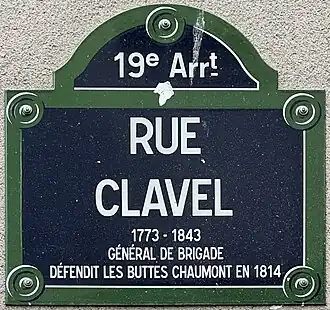 19e Arrt
RUE
CLAVEL
1773 - 1843
GÉNÉRAL DE BRIGADE
DÉFENDIT LES BUTTES CHAUMONT EN 1814